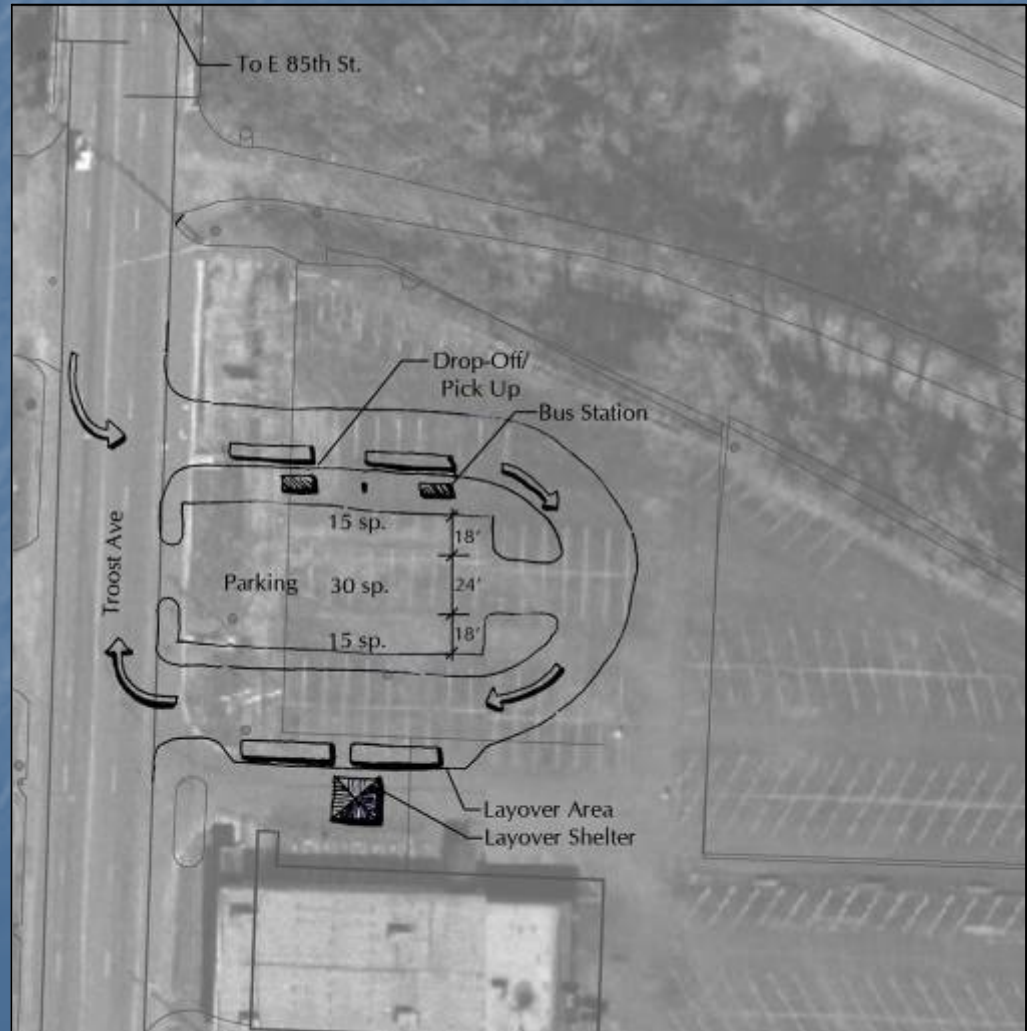 To E 85th St.
Drop-Off/
Pick Up
Bus Station
15 sp.
18'
Parking
30 sp.
24'
15 sp.
18'
Troost Ave
Layover Area
Layover Shelter